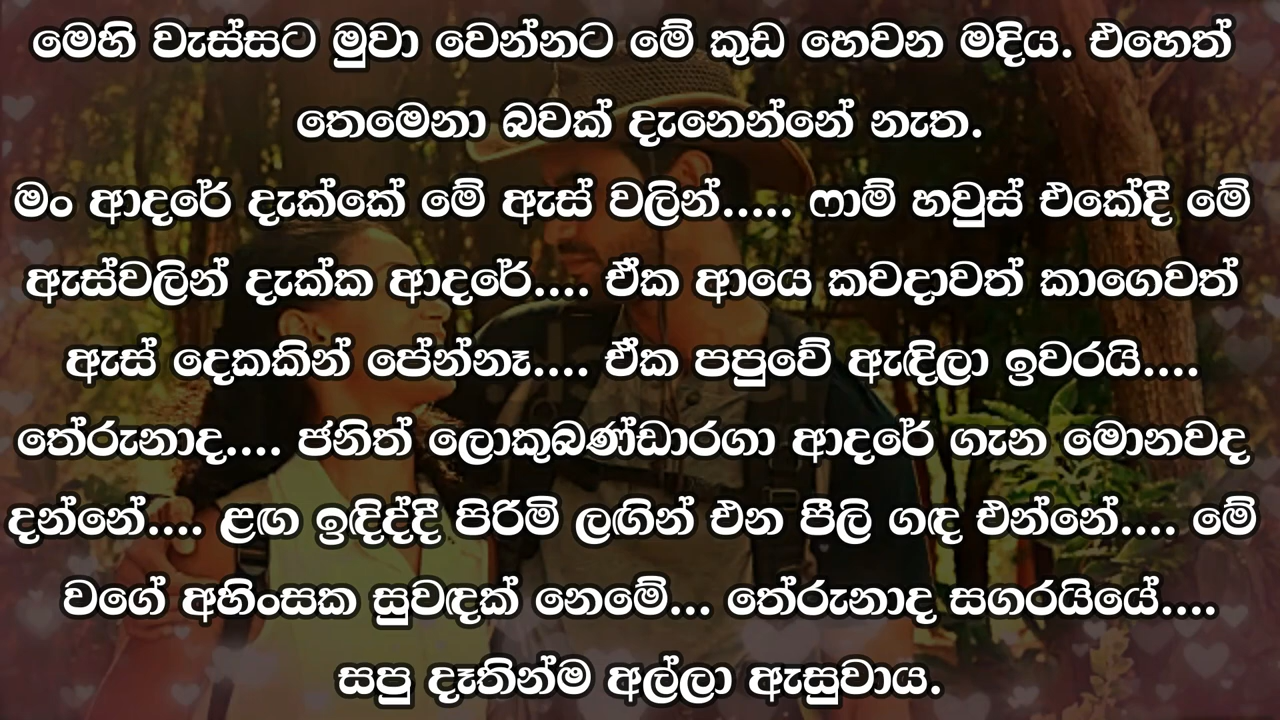 මෙහි වැස්සට මුවා වෙන්නට මේ කුඩ හෙවන මදිය. එහෙත්
තෙමෙනා බවක් දැනෙන්නේ නැත.
මං ආදරේ දැක්කේ මේ ඇස් වලින්..... ෆාම් හවුස් එකේදී මේ
ඇස්වලින් දැක්ක ආදරේ.... ඒක ආයෙ කවදාවත් කාගෙවත්
ඇස් දෙකකින් පේන්නෑ.... ඒක පපුවේ ඇඳිලා ඉවරයි....
තේරුනාද.... ජනිත් ලොකුබණ්ඩාරගා ආදරේ ගැන මොනවද
දන්නේ.... ළඟ ඉඳිද්දී පිරිමි ලඟින් එන පීලි ගඳ එන්නේ.... මේ
වගේ අහිංසක සුවඳක් නෙමේ... තේරුනාද සගරයියේ....
සපු දෑතින්ම අල්ලා ඇසුවාය.